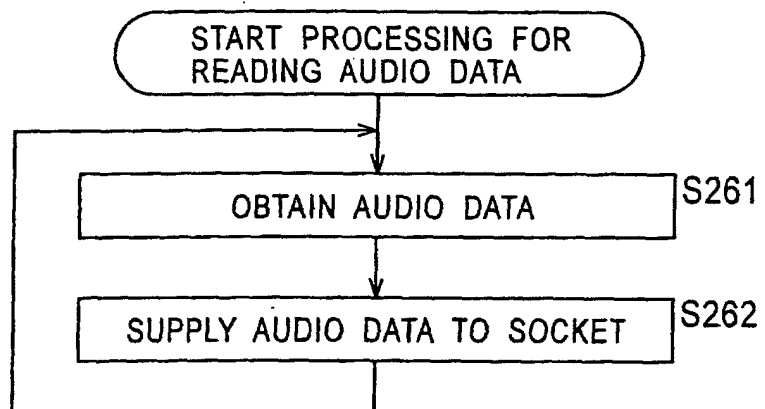 START PROCESSING FOR
READING AUDIO DATA
OBTAIN AUDIO DATA
S261
SUPPLY AUDIO DATA TO SOCKET
S262